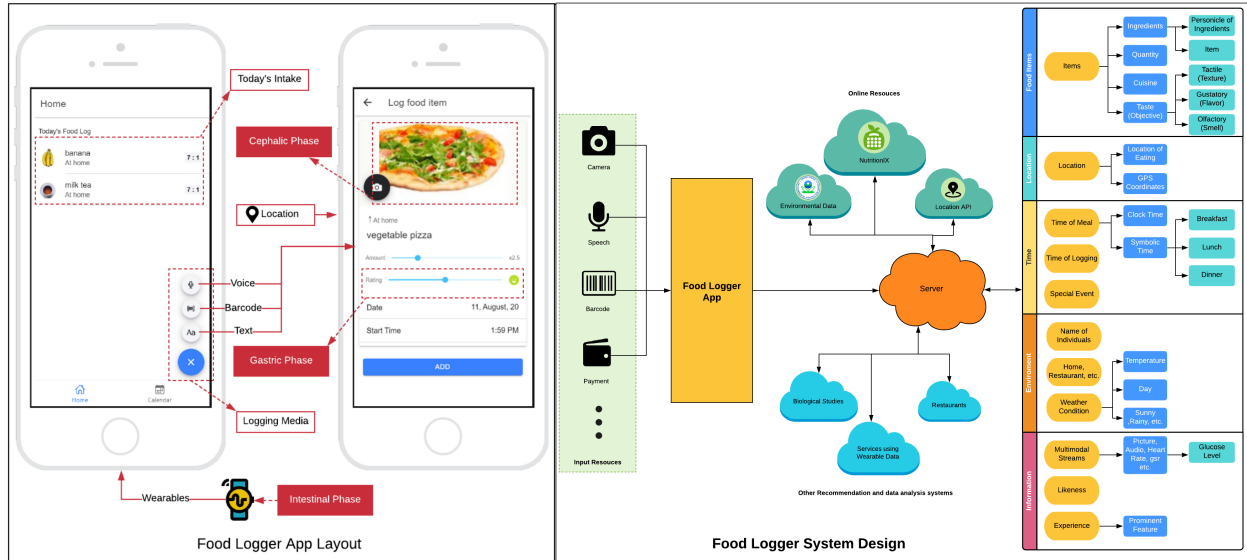 Today's Intake
Home
Today's Food Log
banana
At home
7 : 1
milk tea
At home
7 : 1
Voice
Barcode
Text
Aa
Home
Calendar
Cephalic Phase
Location
Gastric Phase
Logging Media
Log food item
At home
vegetable pizza
Amount
x2.5
Rating
Date
11, August, 20
Start Time
1:59 PM
ADD
Wearables
Intestinal Phase
Food Logger App Layout
Camera
Speech
Barcode
Payment
Input Resouces
Food Logger
App
Online Resouces
NutritionIX
Environmental Data
Location API
Server
Biological Studies
Restaurants
Services using
Wearable Data
Other Recommendation and data analysis systems
Food Logger System Design
Food Items
Items
Ingredients
Quantity
Cuisine
Taste
(Objective)
Personicle of
Ingredients
Item
Tactile
(Texture)
Gustatory
(Flavor)
Olfactory
(Smell)
Location
Location
Location of
Eating
GPS
Coordinates
Time
Time of Meal
Time of Logging
Special Event
Clock Time
Symbolic
Time
Breakfast
Lunch
Dinner
Enviroment
Name of
Individuals
Home,
Restaurant, etc.
Weather
Condition
Temperature
Day
Sunny
,Rainy, etc.
Information
Multimodal
Streams
Likeness
Experience
Picture,
Audio, Heart
Rate, gsr
etc.
Glucose
Level
Prominent
Feature